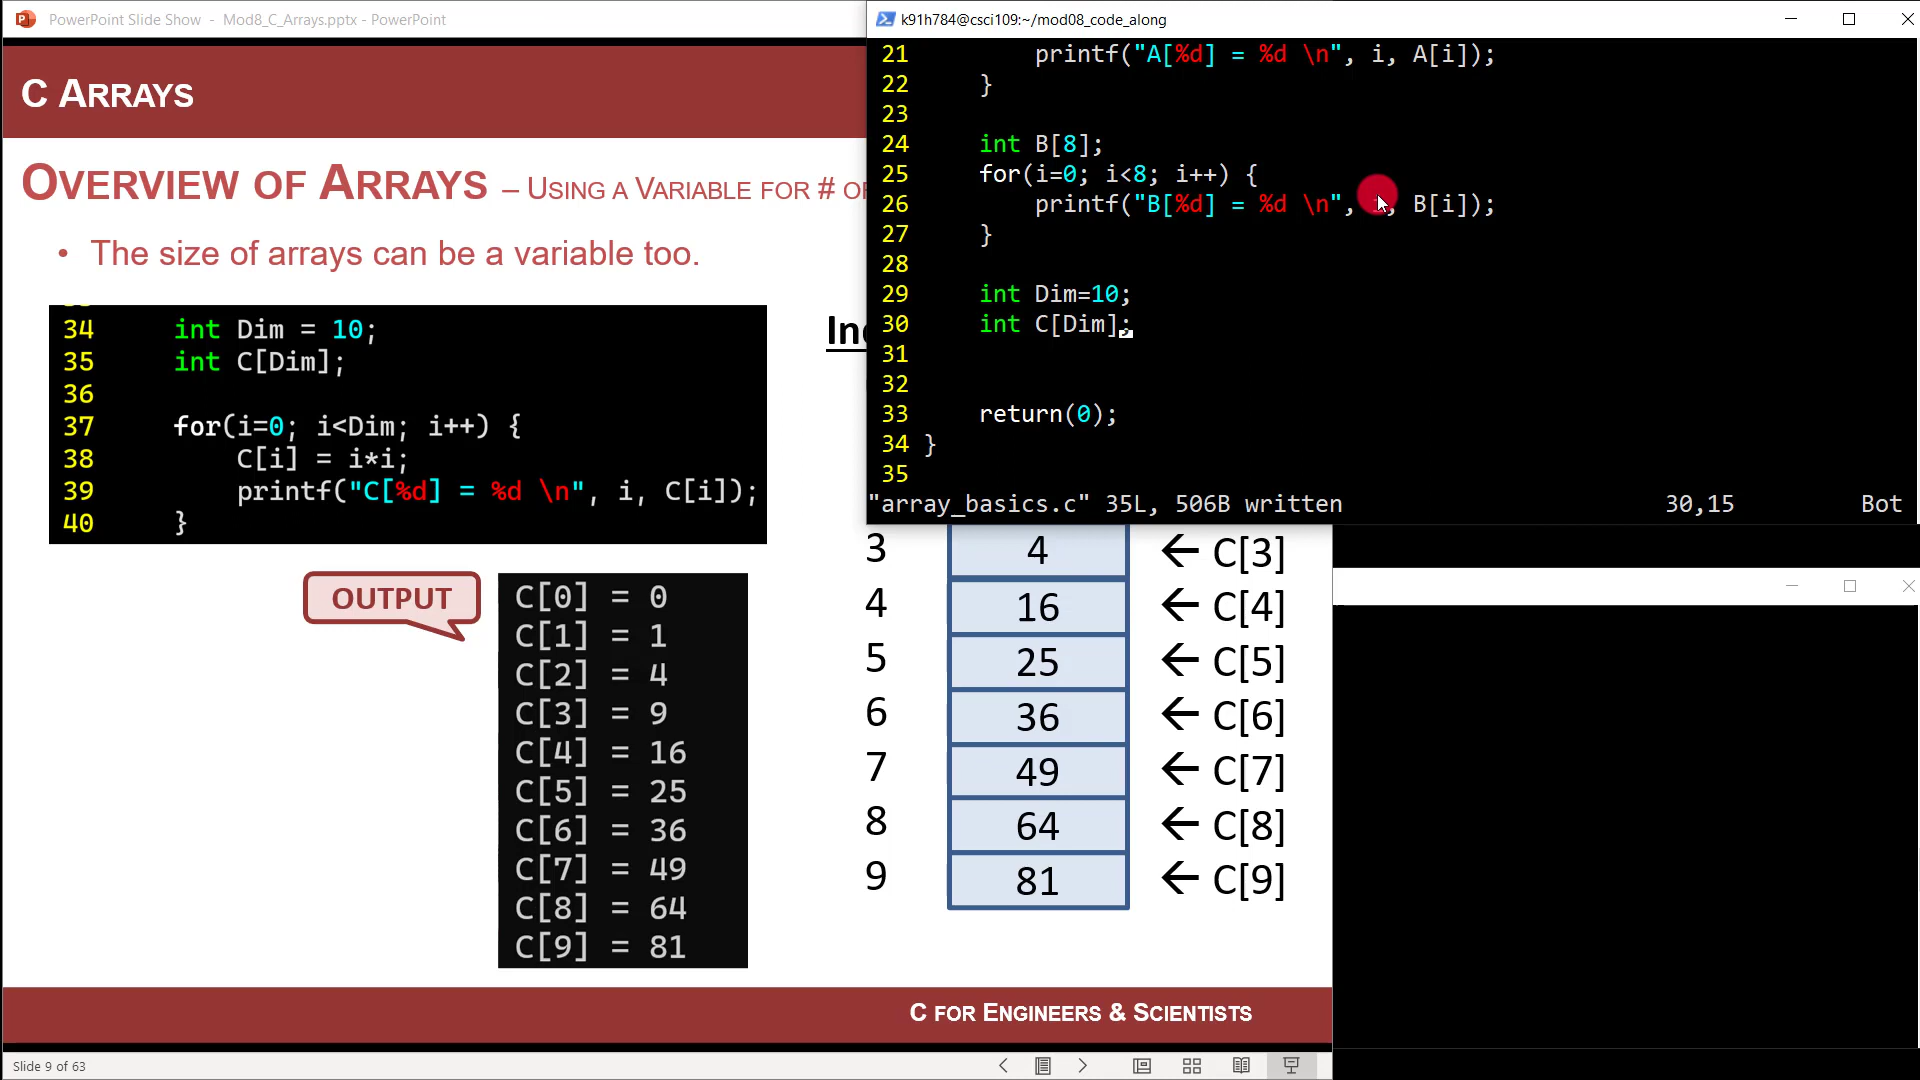 PowerPoint Slide Show - Mod8_C_Arrays.pptx - PowerPoint
C ARRAYS
OVERVIEW OF ARRAYS – USING A VARIABLE FOR # OF
• The size of arrays can be a variable too.
34 int Dim = 10;
35 int C[Dim];
36
37 for(i=0; i<Dim; i++) {
38 C[i] = i*i;
39 printf("C[%d] = %d \n", i, C[i]);
40 }
OUTPUT
C[0] = 0
C[1] = 1
C[2] = 4
C[3] = 9
C[4] = 16
C[5] = 25
C[6] = 36
C[7] = 49
C[8] = 64
C[9] = 81
3 4 ← C[3]
4 16 ← C[4]
5 25 ← C[5]
6 36 ← C[6]
7 49 ← C[7]
8 64 ← C[8]
9 81 ← C[9]
C FOR ENGINEERS & SCIENTISTS
Slide 9 of 63
k91h784@csci109:~/mod08_code_along
21 printf("A[%d] = %d \n", i, A[i]);
22 }
23
24 int B[8];
25 for(i=0; i<8; i++) {
26 printf("B[%d] = %d \n", i, B[i]);
27 }
28
29 int Dim=10;
30 int C[Dim];
31
32
33 return(0);
34 }
35
"array_basics.c" 35L, 506B written 30,15 Bot